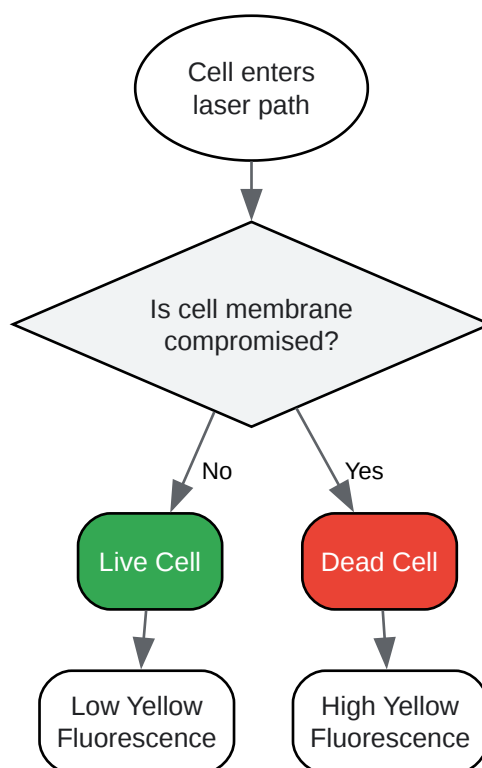 Cell enters
laser path
Is cell membrane
compromised?
No
Yes
Live Cell
Dead Cell
Low Yellow
Fluorescence
High Yellow
Fluorescence